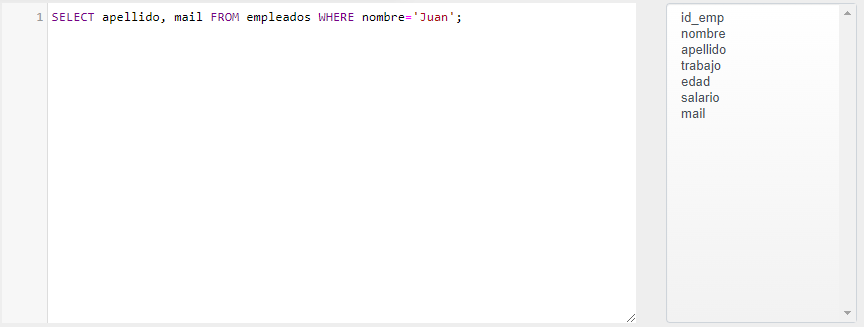 1 SELECT apellido, mail FROM empleados WHERE nombre='Juan';
id_emp
nombre
apellido
trabajo
edad
salario
mail